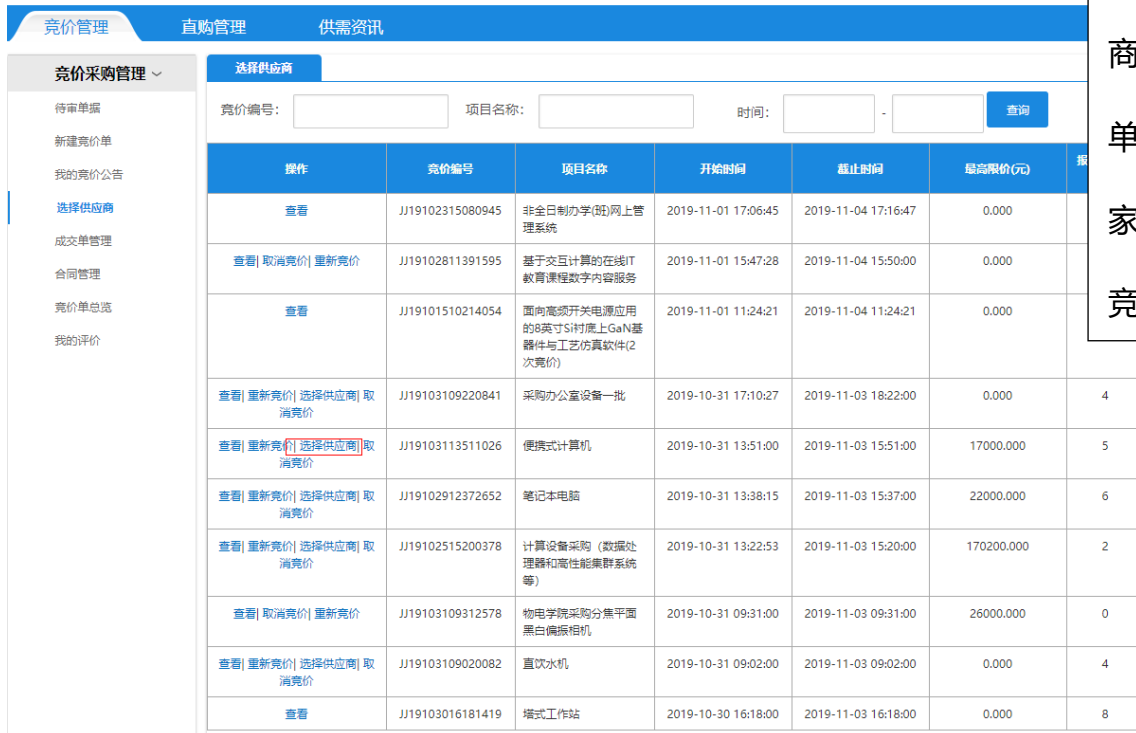 竞价管理 直购管理 供需资讯
商
单
家
竞
竞价采购管理
待审单据
新建竞价单
我的竞价公告
选择供应商
成交单管理
合同管理
竞价单总览
我的评价
选择供应商
竞价编号： 项目名称： 时间： - 查询
操作 竞价编号 项目名称 开始时间 截止时间 最高限价(元) 报
查看 JJ19102315080945 非全日制办学(班)网上管 2019-11-01 17:06:45 2019-11-04 17:16:47 0.000
理系统
查看| 取消竞价| 重新竞价 JJ19102811391595 基于交互计算的在线IT 2019-11-01 15:47:28 2019-11-04 15:50:00 0.000
教育课程数字内容服务
查看 JJ19101510214054 面向高频开关电源应用 2019-11-01 11:24:21 2019-11-04 11:24:21 0.000
的8英寸Si衬底上GaN基
器件与工艺仿真软件(2
次竞价)
查看| 重新竞价| 选择供应商| 取 JJ19103109220841 采购办公室设备一批 2019-10-31 17:10:27 2019-11-03 18:22:00 0.000 4
消竞价
查看| 重新竞价| 选择供应商| 取 JJ19103113511026 便携式计算机 2019-10-31 13:51:00 2019-11-03 15:51:00 17000.000 5
消竞价
查看| 重新竞价| 选择供应商| 取 JJ19102912372652 笔记本电脑 2019-10-31 13:38:15 2019-11-03 15:37:00 22000.000 6
消竞价
查看| 重新竞价| 选择供应商| 取 JJ19102515200378 计算设备采购（数据处 2019-10-31 13:22:53 2019-11-03 15:20:00 170200.000 2
消竞价 理器和高性能集群系统
等）
查看| 取消竞价| 重新竞价 JJ19103109312578 物电学院采购分焦平面 2019-10-31 09:31:00 2019-11-03 09:31:00 26000.000 0
黑白偏振相机
查看| 重新竞价| 选择供应商| 取 JJ19103109020082 直饮水机 2019-10-31 09:02:00 2019-11-03 09:02:00 0.000 4
消竞价
查看 JJ19103016181419 塔式工作站 2019-10-30 16:18:00 2019-11-03 16:18:00 0.000 8